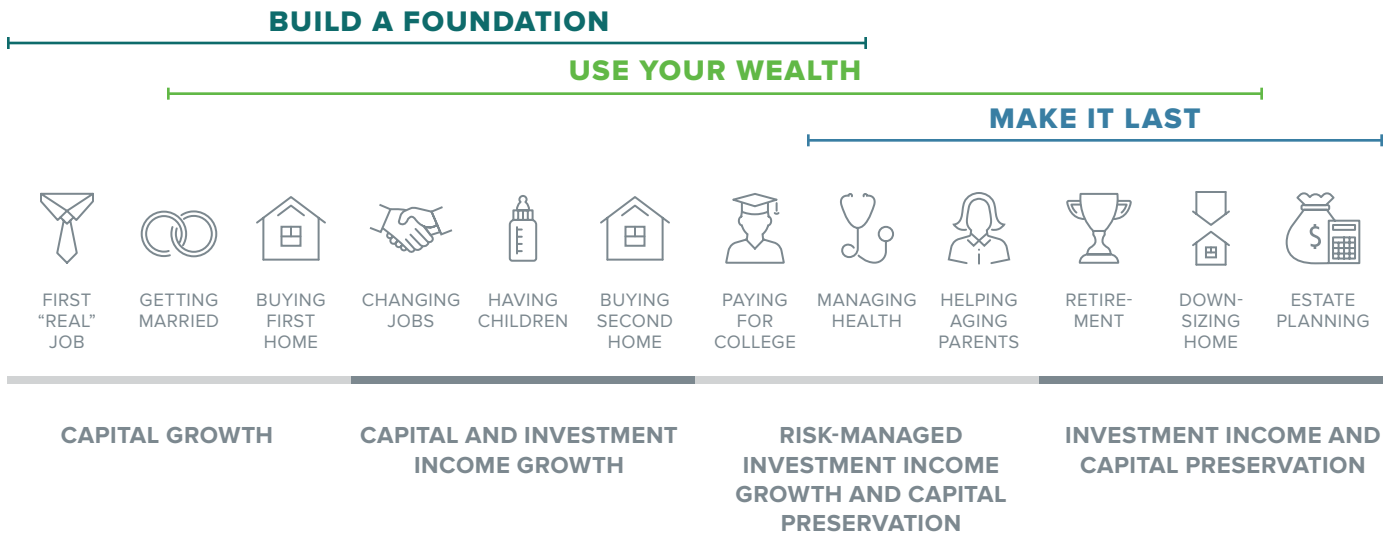 BUILD A FOUNDATION
USE YOUR WEALTH
MAKE IT LAST
$
FIRST
“REAL”
JOB
GETTING
MARRIED
BUYING
FIRST
HOME
CHANGING
JOBS
HAVING
CHILDREN
BUYING
SECOND
HOME
PAYING
FOR
COLLEGE
MANAGING
HEALTH
HELPING
AGING
PARENTS
RETIRE-
MENT
DOWN-
SIZING
HOME
ESTATE
PLANNING
CAPITAL GROWTH
CAPITAL AND INVESTMENT
INCOME GROWTH
RISK-MANAGED
INVESTMENT INCOME
GROWTH AND CAPITAL
PRESERVATION
INVESTMENT INCOME AND
CAPITAL PRESERVATION